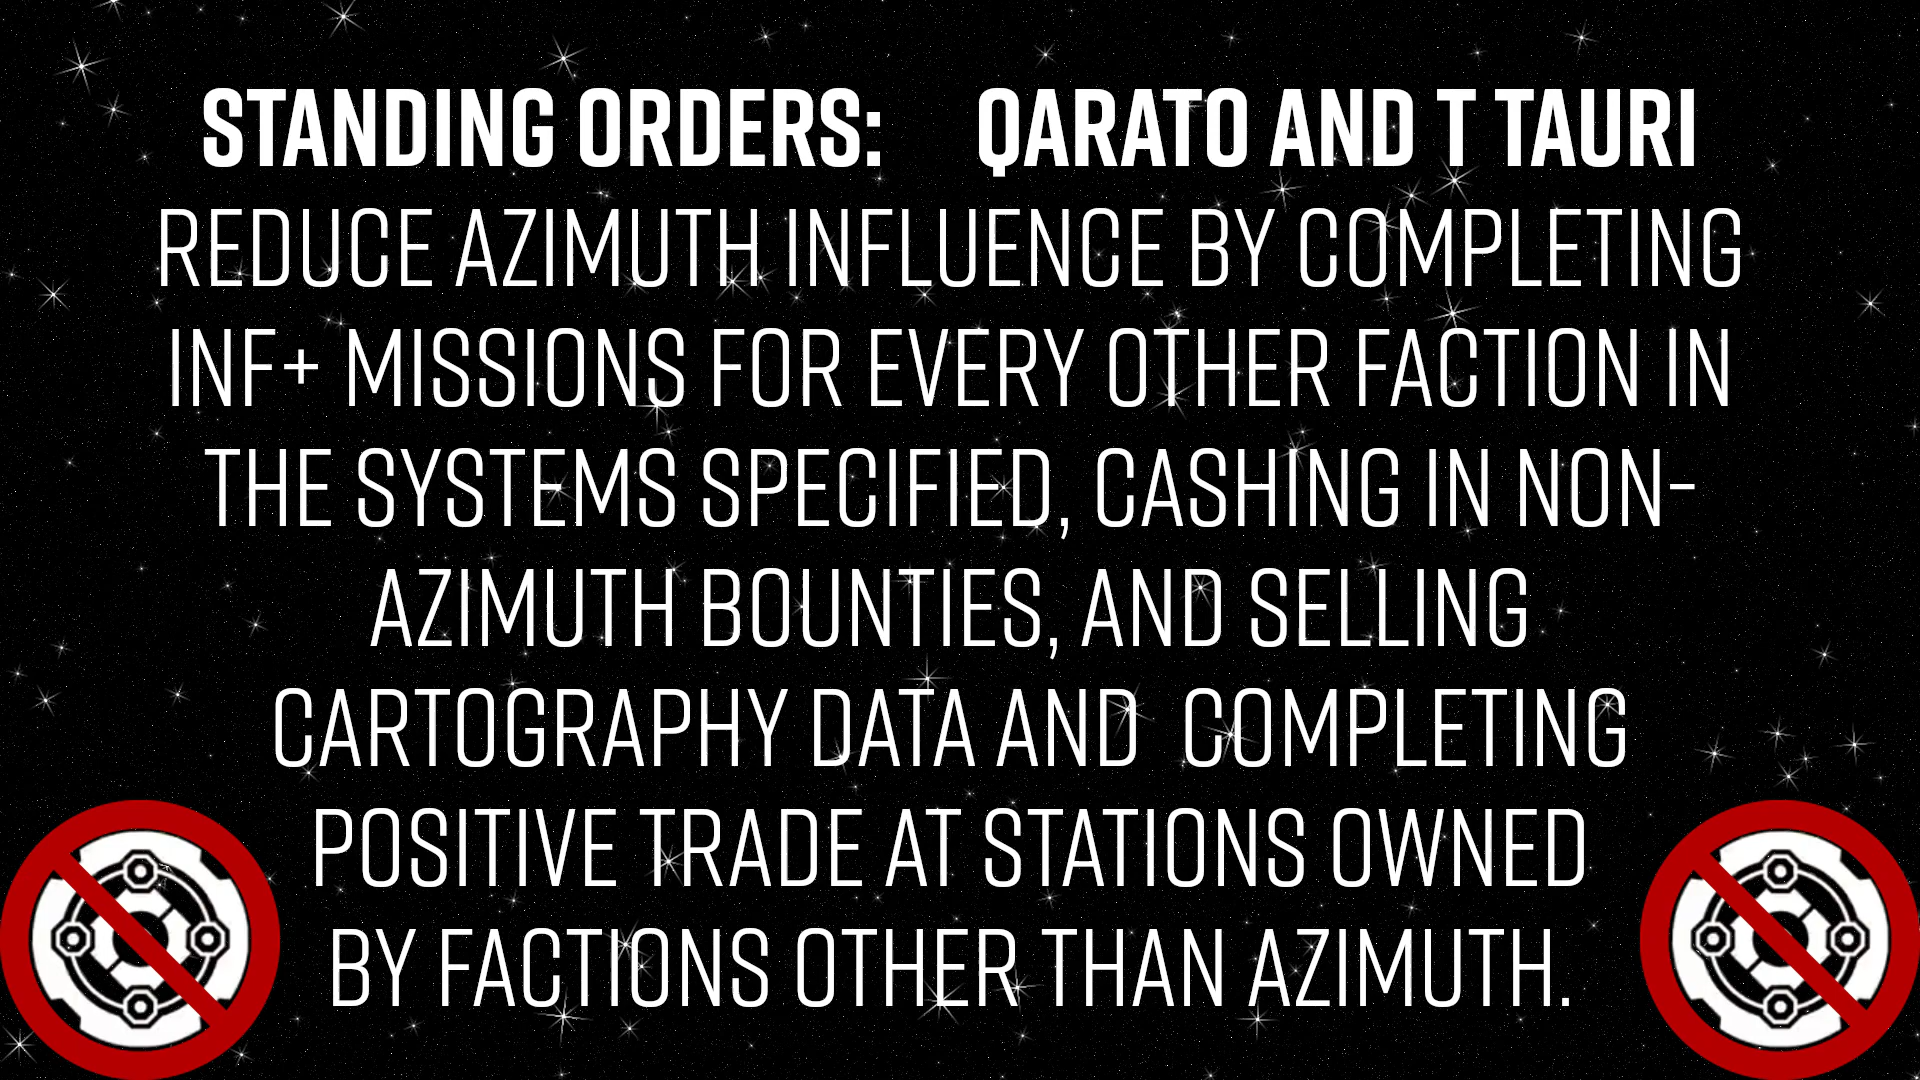 STANDING ORDERS: QARATO AND T TAURI
REDUCE AZIMUTH INFLUENCE BY COMPLETING
INF+ MISSIONS FOR EVERY OTHER FACTION IN
THE SYSTEMS SPECIFIED, CASHING IN NON-
AZIMUTH BOUNTIES, AND SELLING
CARTOGRAPHY DATA AND COMPLETING
POSITIVE TRADE AT STATIONS OWNED
BY FACTIONS OTHER THAN AZIMUTH.